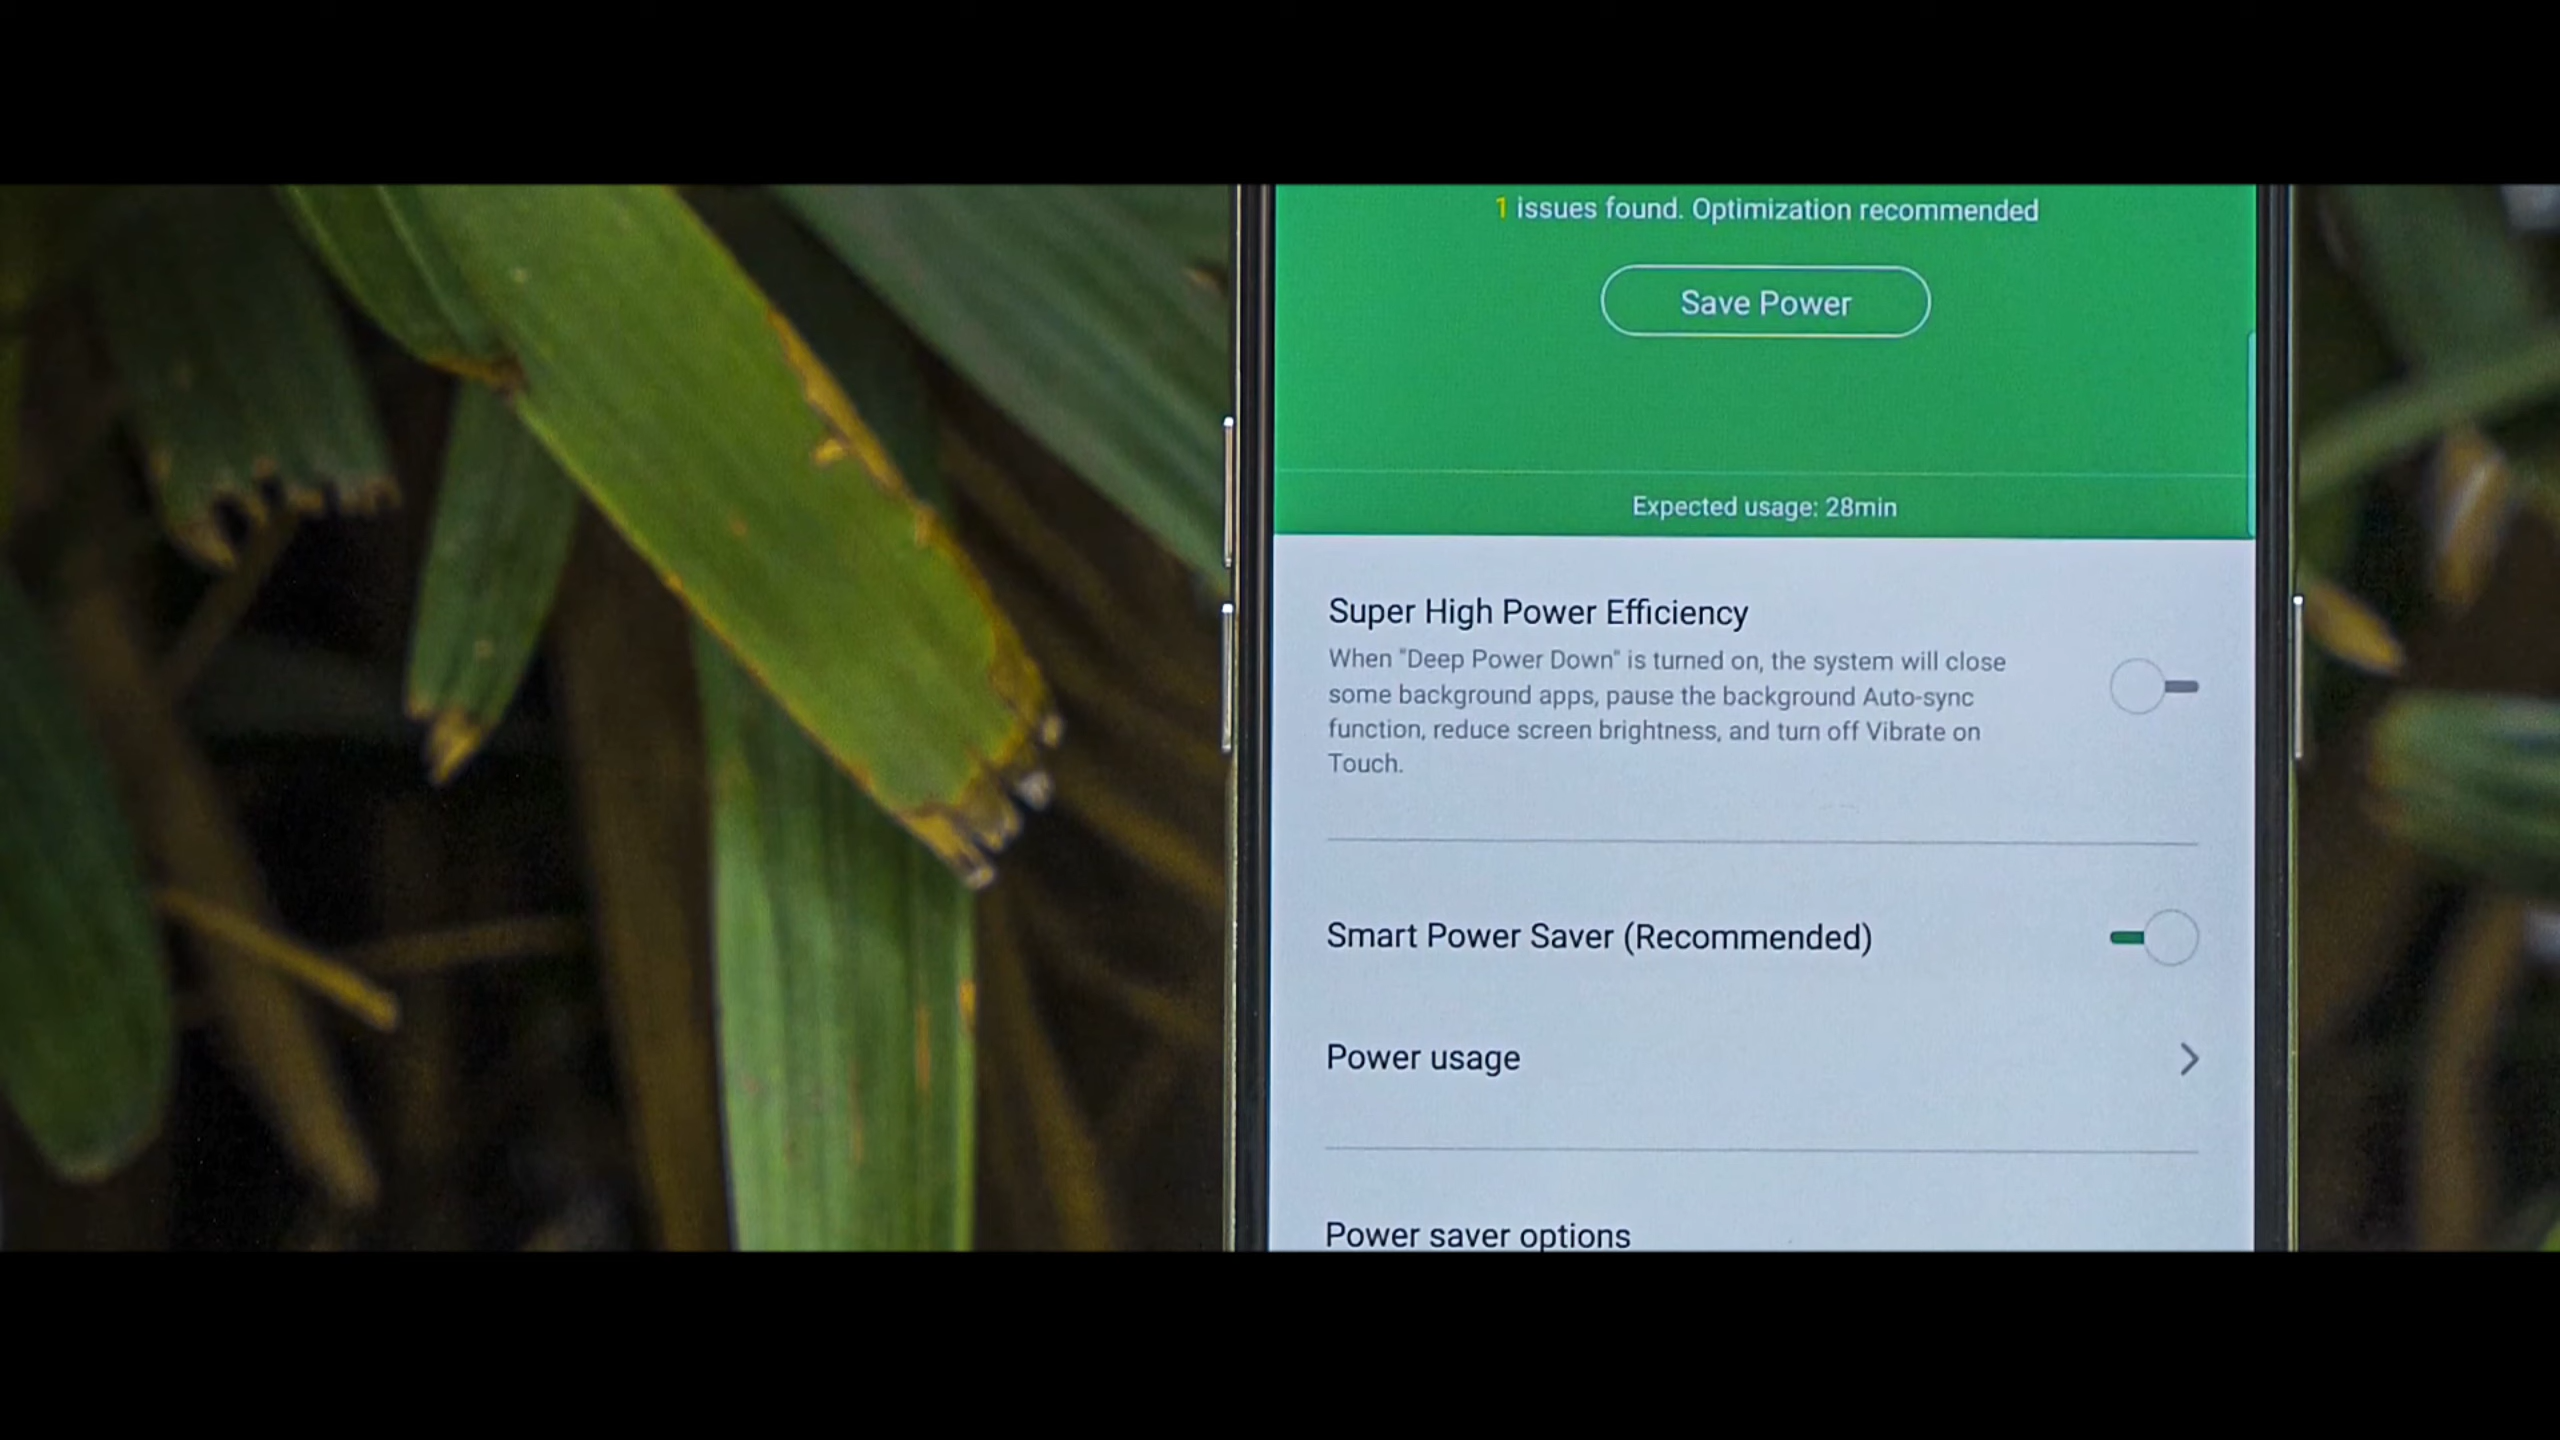 1 issues found. Optimization recommended
Save Power
Expected usage: 28min
Super High Power Efficiency
When "Deep Power Down" is turned on, the system will close
some background apps, pause the background Auto-sync
function, reduce screen brightness, and turn off Vibrate on
Touch.
Smart Power Saver (Recommended)
Power usage
Power saver options